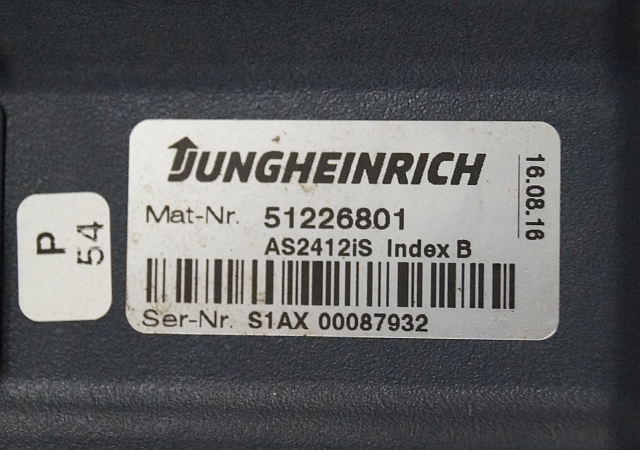 JUNGHEINRICH
Mat-Nr. 51226801
AS2412iS Index B
Ser-Nr. S1AX 00087932
16.08.16
P
54